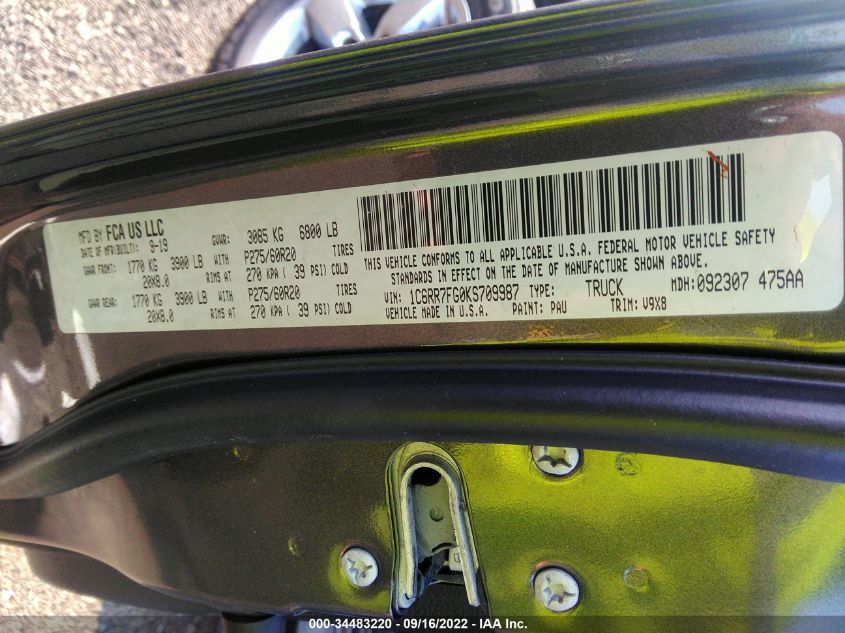 MFD BY FCA US LLC
DATE OF MFR(BUILT): 9-19 GVWR: 3085 KG 6800 LB
GAWR FRONT: 1770 KG 3900 LB WITH P275/60R20 TIRES
20X8.0 RIMS AT 270 KPA ( 39 PSI) COLD
GAWR REAR: 1770 KG 3900 LB WITH P275/60R20 TIRES
20X8.0 RIMS AT 270 KPA ( 39 PSI) COLD
THIS VEHICLE CONFORMS TO ALL APPLICABLE U.S.A. FEDERAL MOTOR VEHICLE SAFETY
STANDARDS IN EFFECT ON THE DATE OF MANUFACTURE SHOWN ABOVE.
VIN: 1C6RR7FG0KS709987 TYPE: TRUCK MDH: 092307 475AA
VEHICLE MADE IN U.S.A. PAINT: PAU TRIM: V9X8
000-34483220 - 09/16/2022 - IAA Inc.